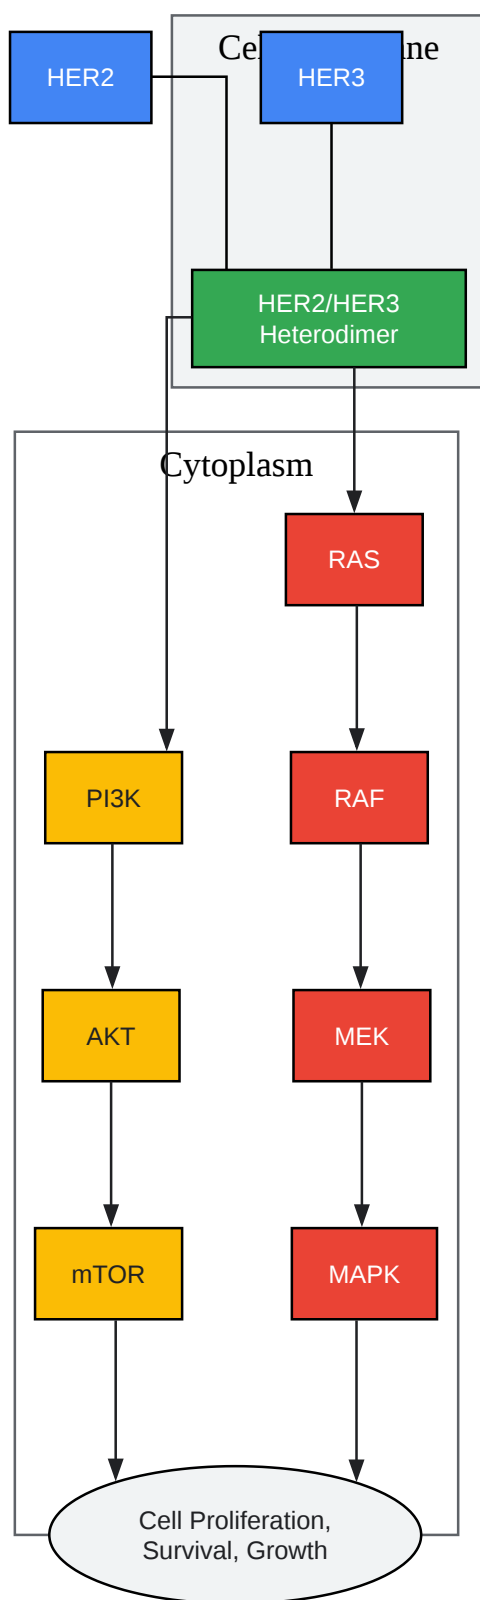 HER2
HER3
HER2/HER3
Heterodimer
Cytoplasm
RAS
PI3K
RAF
AKT
MEK
mTOR
MAPK
Cell Proliferation,
Survival, Growth